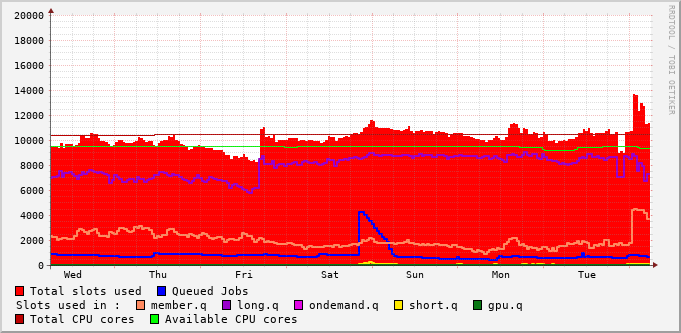 20000
18000
16000
14000
12000
10000
8000
6000
4000
2000
0
Wed Thu Fri Sat Sun Mon Tue
RRDTOOL / TOBI OETIKER
Total slots used Queued Jobs
Slots used in : member.q long.q ondemand.q short.q gpu.q
Total CPU cores Available CPU cores